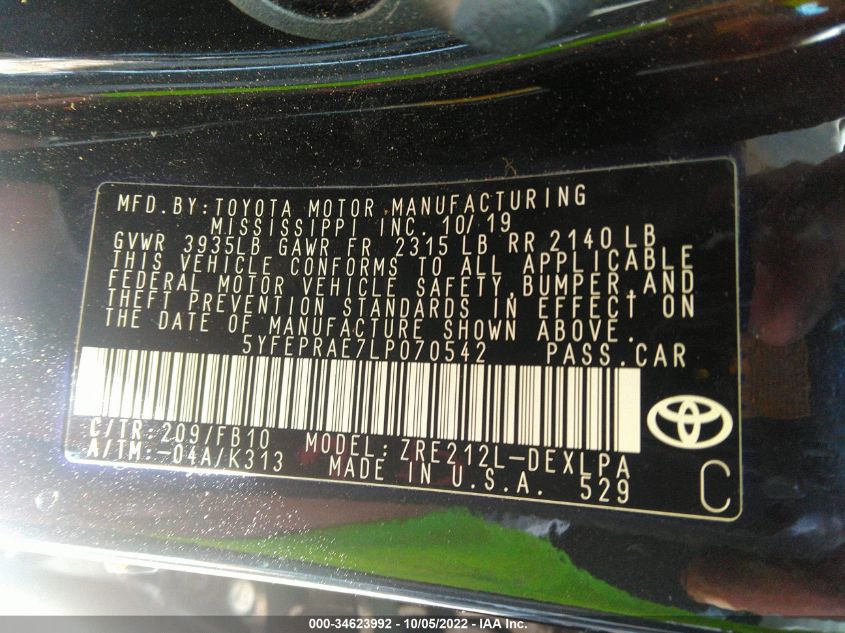 MFD.BY:TOYOTA MOTOR MANUFACTURING
MISSISSIPPI INC. 10/19
GVWR 3935LB GAWR FR 2315 LB RR 2140 LB
THIS VEHICLE CONFORMS TO ALL APPLICABLE
FEDERAL MOTOR VEHICLE SAFETY,BUMPER,AND
THEFT PREVENTION STANDARDS IN EFFECT ON
THE DATE OF MANUFACTURE SHOWN ABOVE.
5YFEPRAE7LP070542 PASS.CAR
C/TR:209/FB10 MODEL:ZRE212L-DEXLPA
A/TM:-04A/K313 MADE IN U.S.A. 529
C
000-34623992 - 10/05/2022 - IAA Inc.